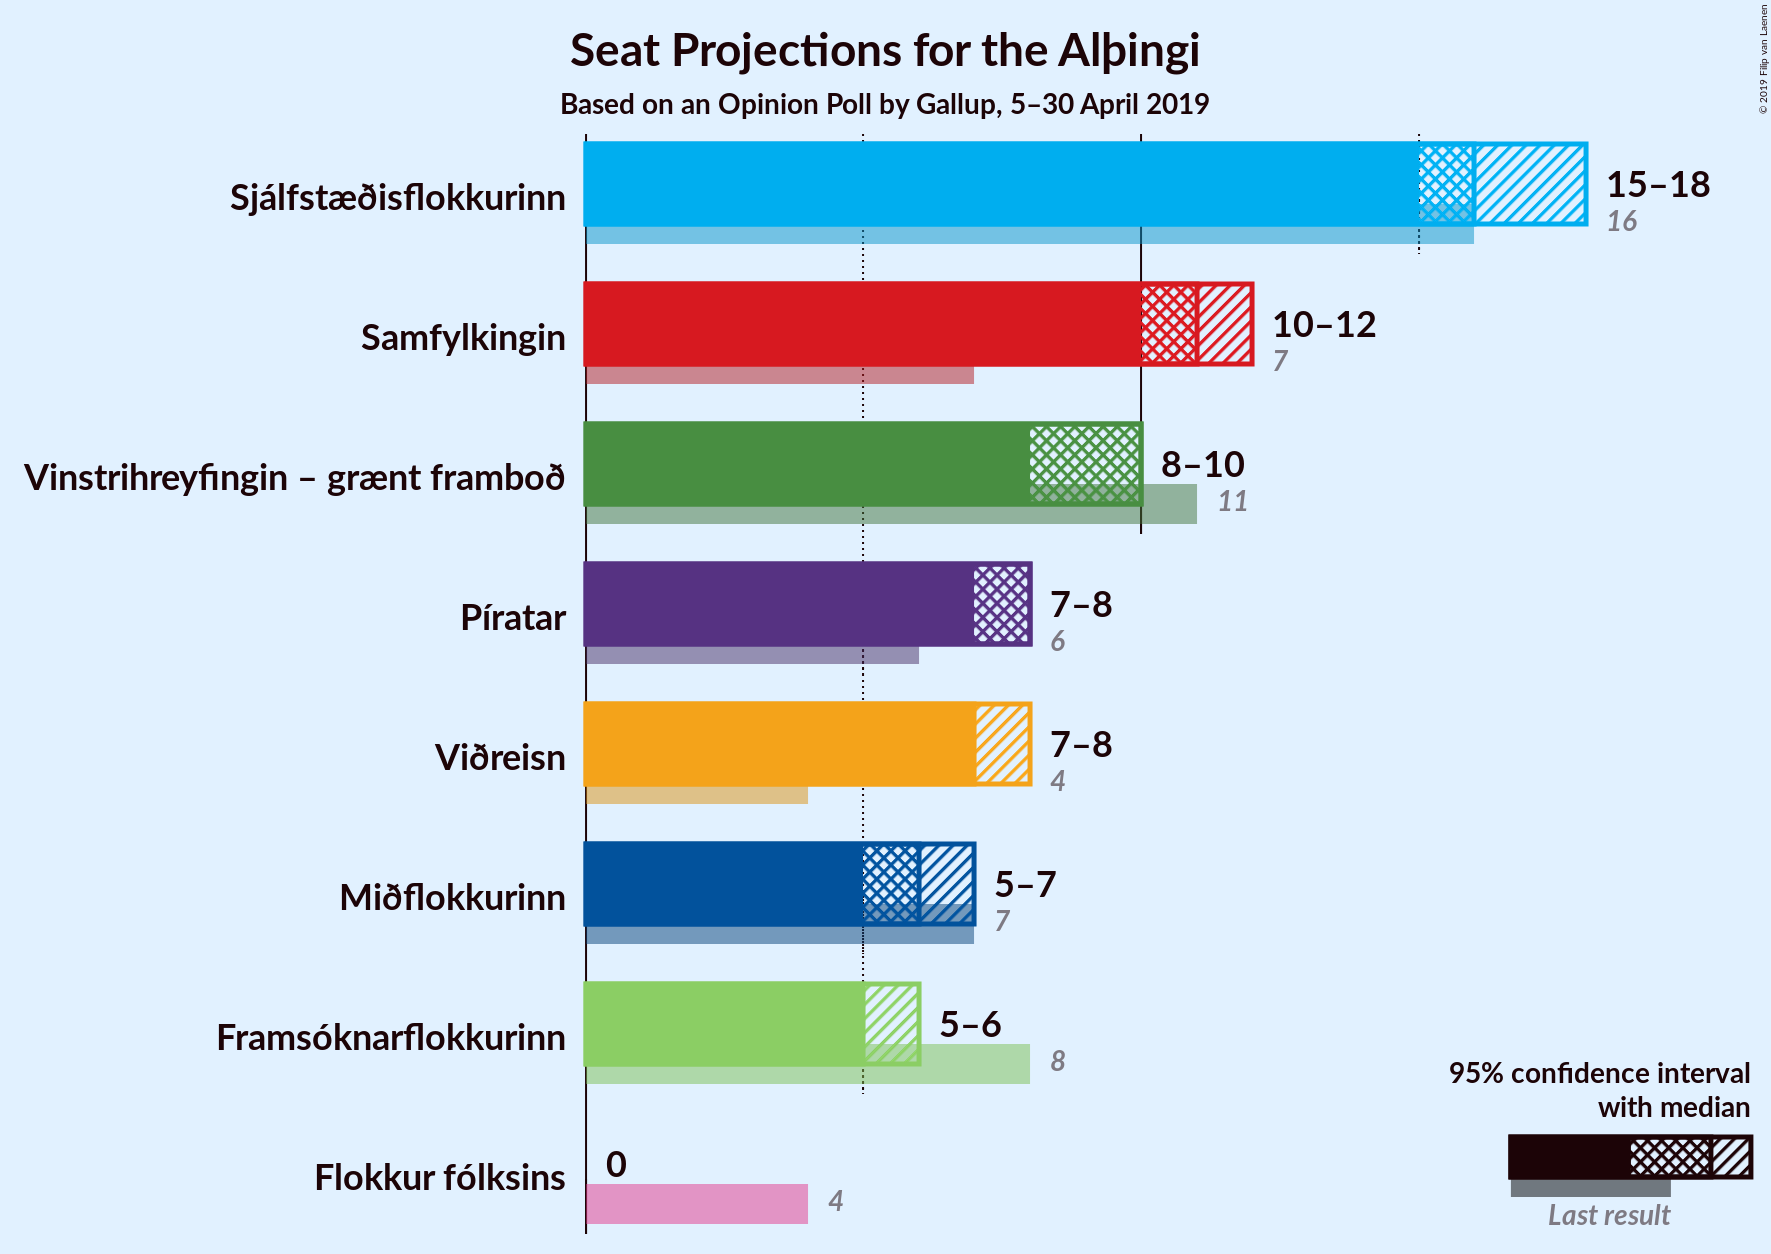 Seat Projections for the Alþingi
Based on an Opinion Poll by Gallup, 5–30 April 2019
© 2019 Filip van Laenen
Sjálfstæðisflokkurinn
15–18
16
Samfylkingin
10–12
7
Vinstrihreyfingin – grænt framboð
8–10
11
Píratar
7–8
6
Viðreisn
7–8
4
Miðflokkurinn
5–7
7
Framsóknarflokkurinn
5–6
8
Flokkur fólksins
0
4
95% confidence interval
with median
Last result